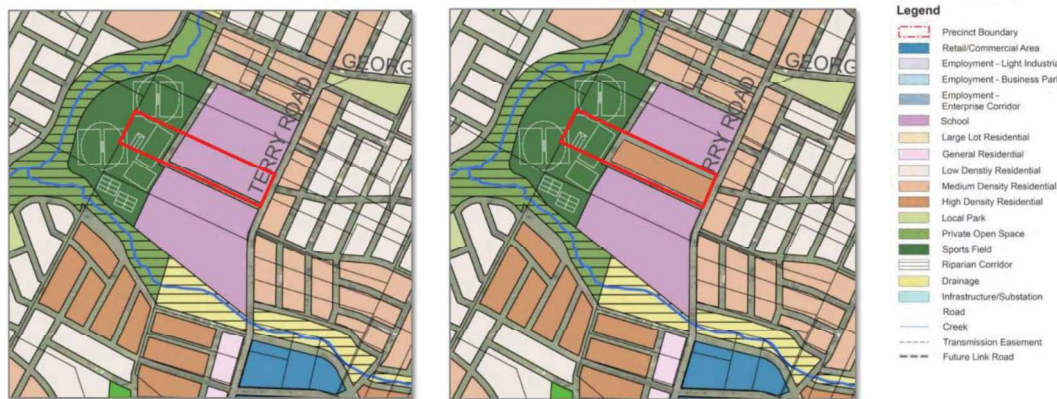 GEORG
TERRY ROAD
GEORG
TERRY ROAD
Legend
Precinct Boundary
Retail/Commercial Area
Employment - Light Industria
Employment - Business Park
Employment -
Enterprise Corridor
School
Large Lot Residential
General Residential
Low Denstiy Residential
Medium Density Residential
High Density Residential
Local Park
Private Open Space
Sports Field
Riparian Corridor
Drainage
Infrastructure/Substation
Road
Creek
Transmission Easement
Future Link Road